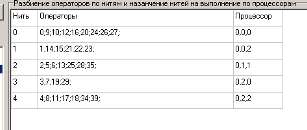 Разбиение операторов по нитям и назначение нитей на выполнение по процессорам
Нить Операторы Процессор
0 0;9;10;12;16;20;24;26;27; 0,0,0
1 1;14;15;21;22;23; 0,0,2
2 2;5;6;13;25;28;35; 0,1,1
3 3;7;19;29; 0,2,0
4 4;8;11;17;18;34;39; 0,2,2